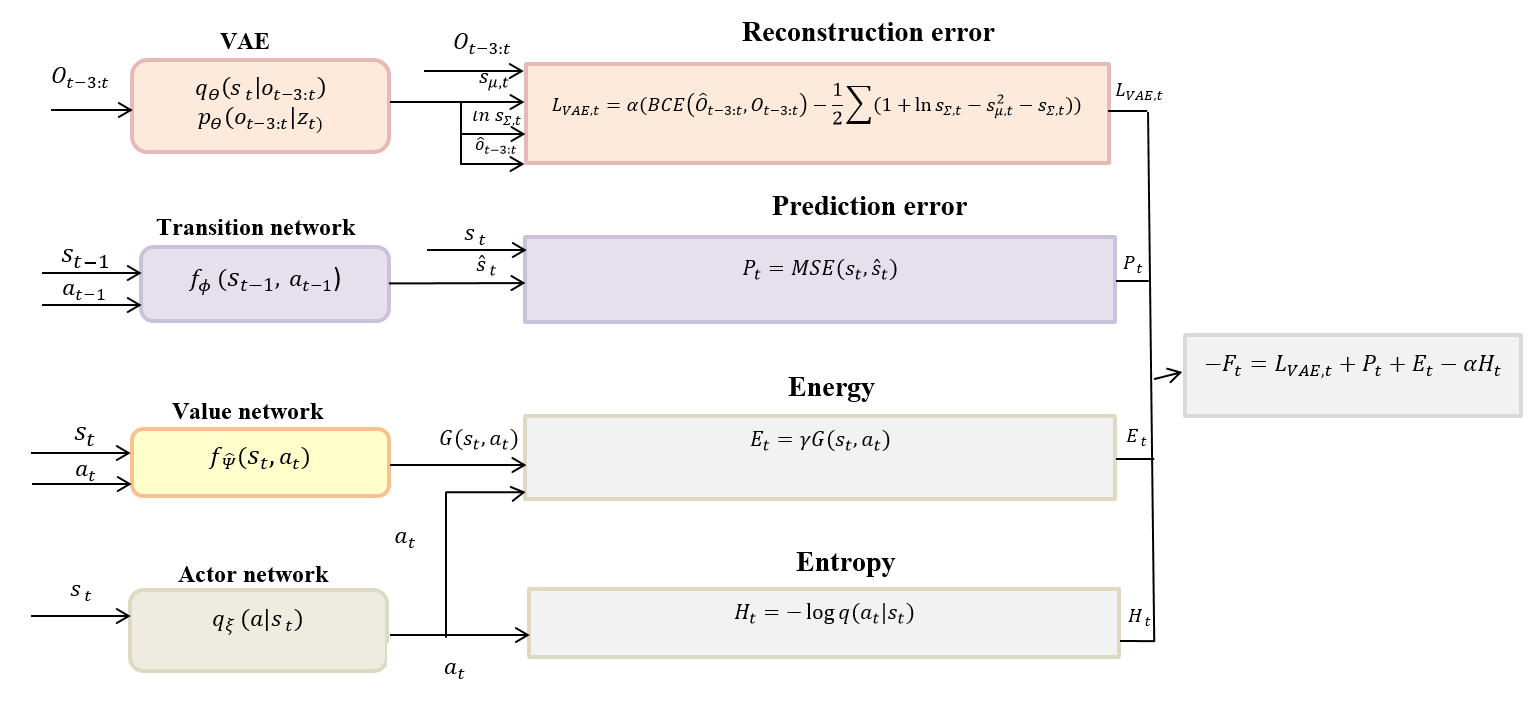 VAE
O_{t−3:t}
q_Θ(s_t|o_{t−3:t})
p_Θ(o_{t−3:t}|z_{t)}
O_{t−3:t}
s_{μ,t}
ln s_{Σ,t}
ô_{t−3:t}
Reconstruction error
L_{VAE,t} = α(BCE(Ô_{t−3:t}, O_{t−3:t}) − 1/2 ∑(1 + ln s_{Σ,t} − s²_{μ,t} − s_{Σ,t}))
L_{VAE,t}
Transition network
s_{t−1}
a_{t−1}
f_ϕ (s_{t−1}, a_{t−1})
s_t
ŝ_t
Prediction error
P_t = MSE(s_t, ŝ_t)
P_t
Value network
s_t
a_t
f_Ψ̂(s_t, a_t)
G(s_t, a_t)
Energy
E_t = γG(s_t, a_t)
E_t
a_t
Actor network
s_t
q_ξ (a|s_t)
a_t
Entropy
H_t = − log q(a_t|s_t)
H_t
−F_t = L_{VAE,t} + P_t + E_t − αH_t